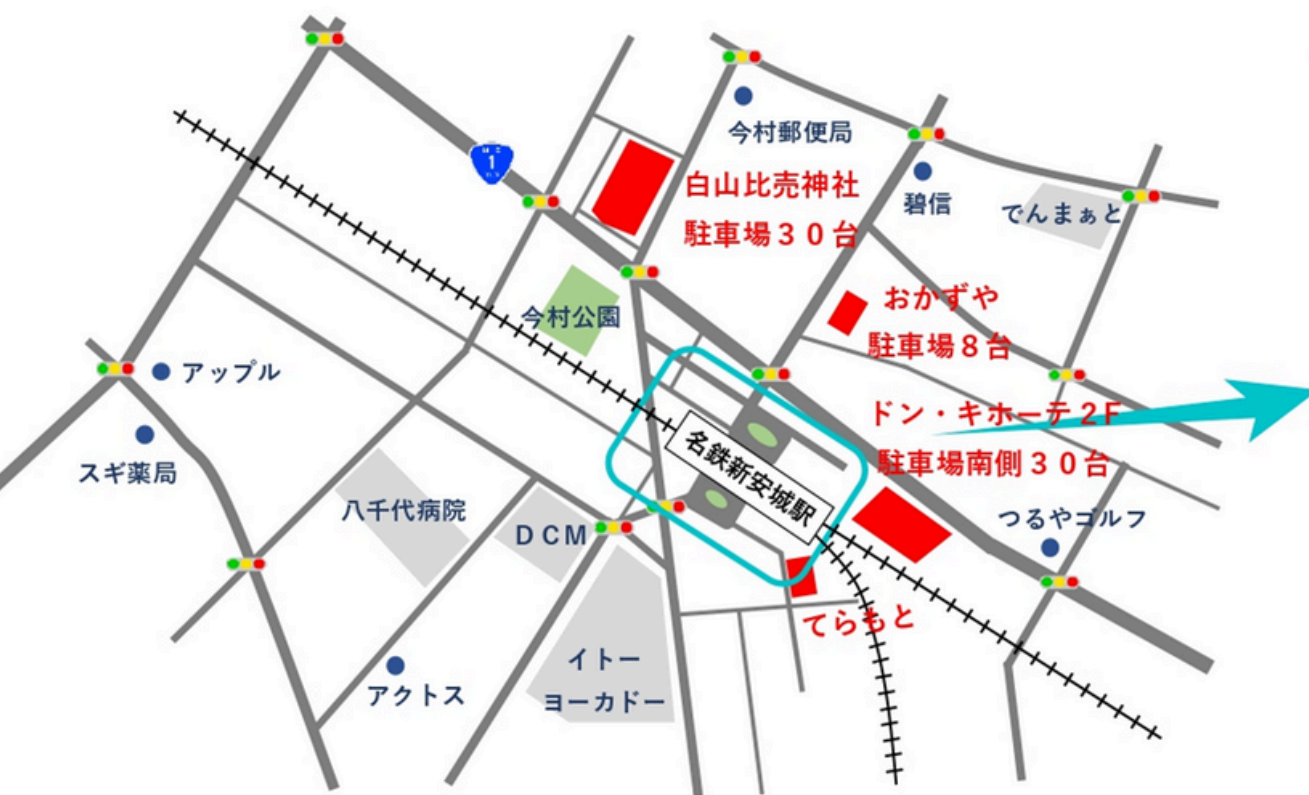 1
今村郵便局
白山比売神社
駐車場３０台
碧信
でんまぁと
今村公園
おかずや
駐車場８台
アップル
スギ薬局
ドン・キホーテ２F
駐車場南側３０台
名鉄新安城駅
八千代病院
ＤＣＭ
つるやゴルフ
てらもと
イトー
ヨーカドー
アクトス